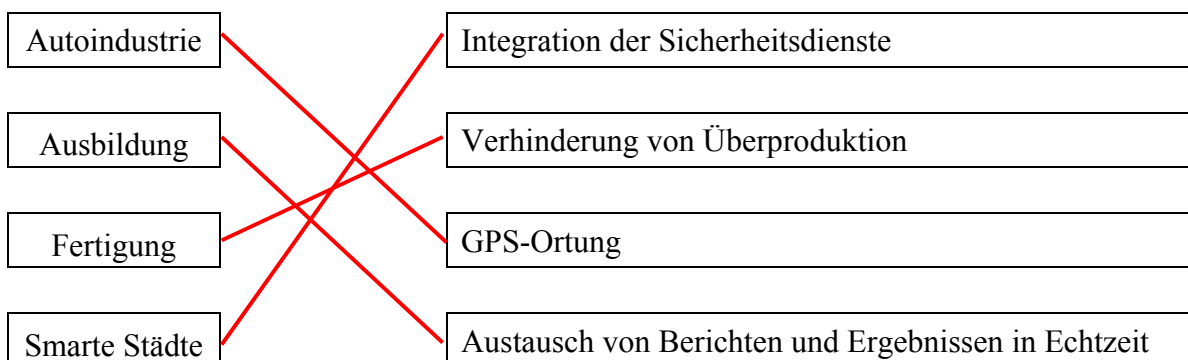 Autoindustrie
Integration der Sicherheitsdienste
Ausbildung
Verhinderung von Überproduktion
Fertigung
GPS-Ortung
Smarte Städte
Austausch von Berichten und Ergebnissen in Echtzeit